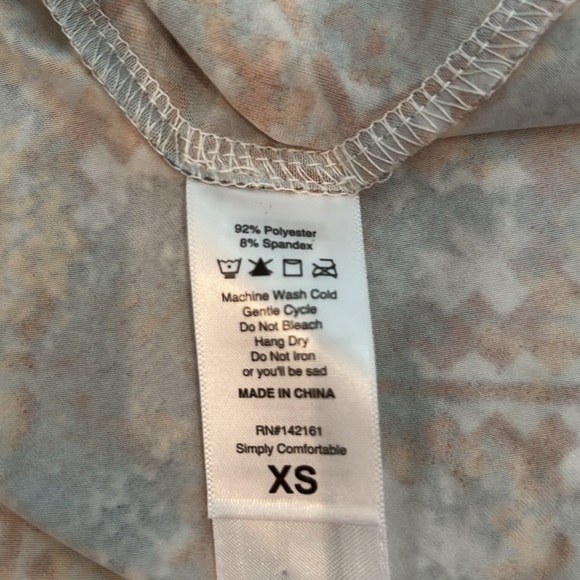 92% Polyester
8% Spandex
Machine Wash Cold
Gentle Cycle
Do Not Bleach
Hang Dry
Do Not Iron
or you'll be sad
MADE IN CHINA
RN#142161
Simply Comfortable
XS